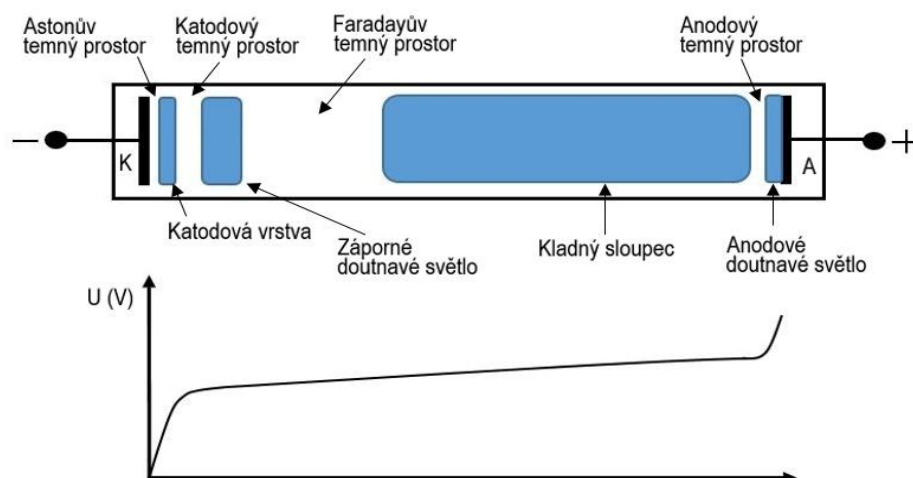 Astonův
temný prostor
Katodový
temný prostor
Faradayův
temný prostor
Anodový
temný prostor
K
A
Katodová vrstva
Záporné
doutnavé světlo
Kladný sloupec
Anodové
doutnavé světlo
U (V)